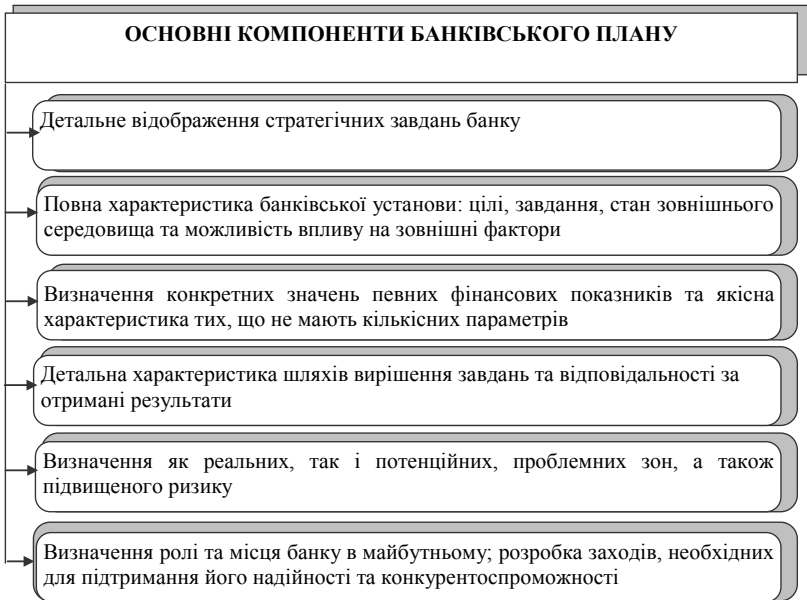 ОСНОВНІ КОМПОНЕНТИ БАНКІВСЬКОГО ПЛАНУ
Детальне відображення стратегічних завдань банку
Повна характеристика банківської установи: цілі, завдання, стан зовнішнього
середовища та можливість впливу на зовнішні фактори
Визначення конкретних значень певних фінансових показників та якісна
характеристика тих, що не мають кількісних параметрів
Детальна характеристика шляхів вирішення завдань та відповідальності за
отримані результати
Визначення як реальних, так і потенційних, проблемних зон, а також
підвищеного ризику
Визначення ролі та місця банку в майбутньому; розробка заходів, необхідних
для підтримання його надійності та конкурентоспроможності